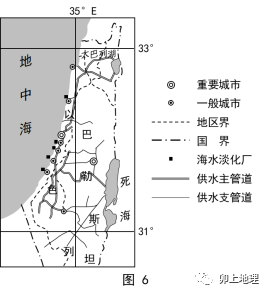 35° E
33°
太巴列湖
地中海
以色列
巴勒斯坦
死海
31°
重要城市
一般城市
地区界
国 界
海水淡化厂
供水主管道
供水支管道
图 6
卯上地理